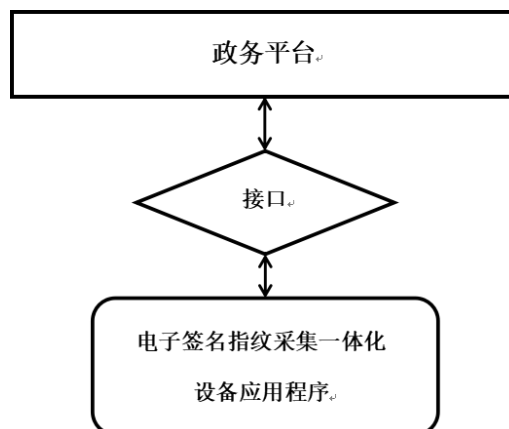 政务平台
接口
电子签名指纹采集一体化
设备应用程序